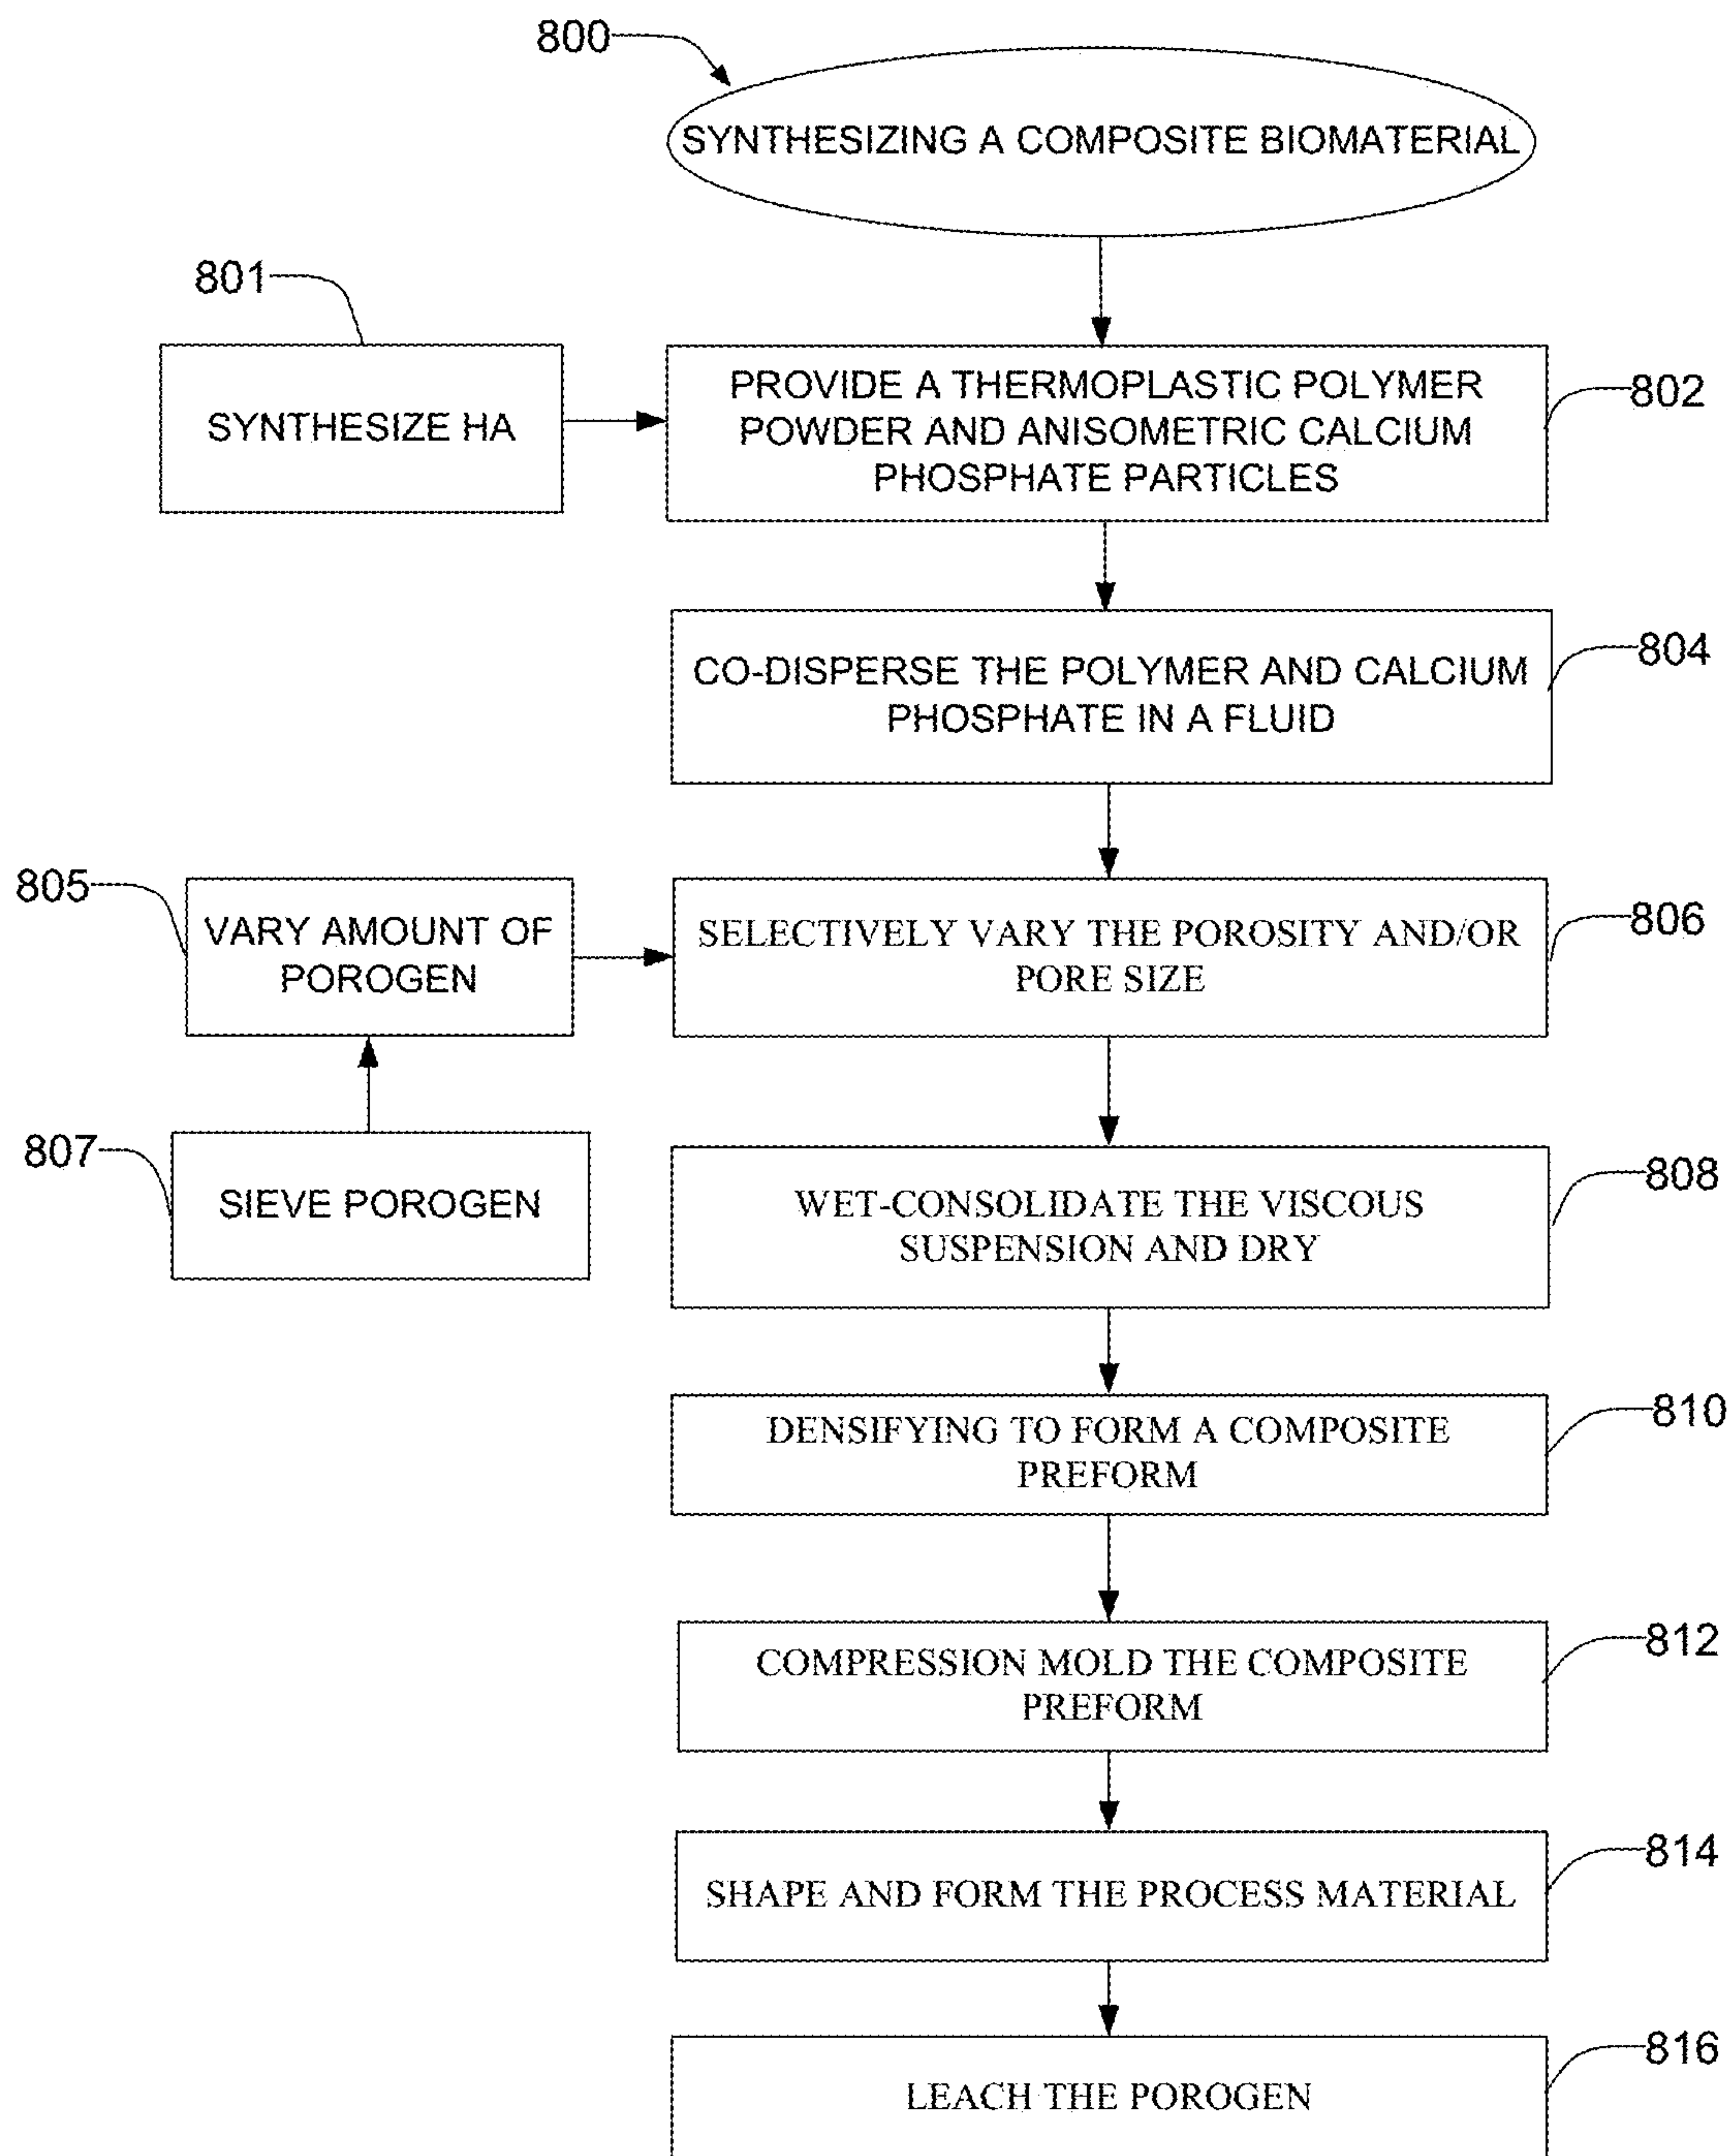 800
SYNTHESIZING A COMPOSITE BIOMATERIAL
801
SYNTHESIZE HA
PROVIDE A THERMOPLASTIC POLYMER
POWDER AND ANISOMETRIC CALCIUM
PHOSPHATE PARTICLES
802
CO-DISPERSE THE POLYMER AND CALCIUM
PHOSPHATE IN A FLUID
804
805
VARY AMOUNT OF
POROGEN
SELECTIVELY VARY THE POROSITY AND/OR
PORE SIZE
806
807
SIEVE POROGEN
WET-CONSOLIDATE THE VISCOUS
SUSPENSION AND DRY
808
DENSIFYING TO FORM A COMPOSITE
PREFORM
810
COMPRESSION MOLD THE COMPOSITE
PREFORM
812
SHAPE AND FORM THE PROCESS MATERIAL
814
LEACH THE POROGEN
816